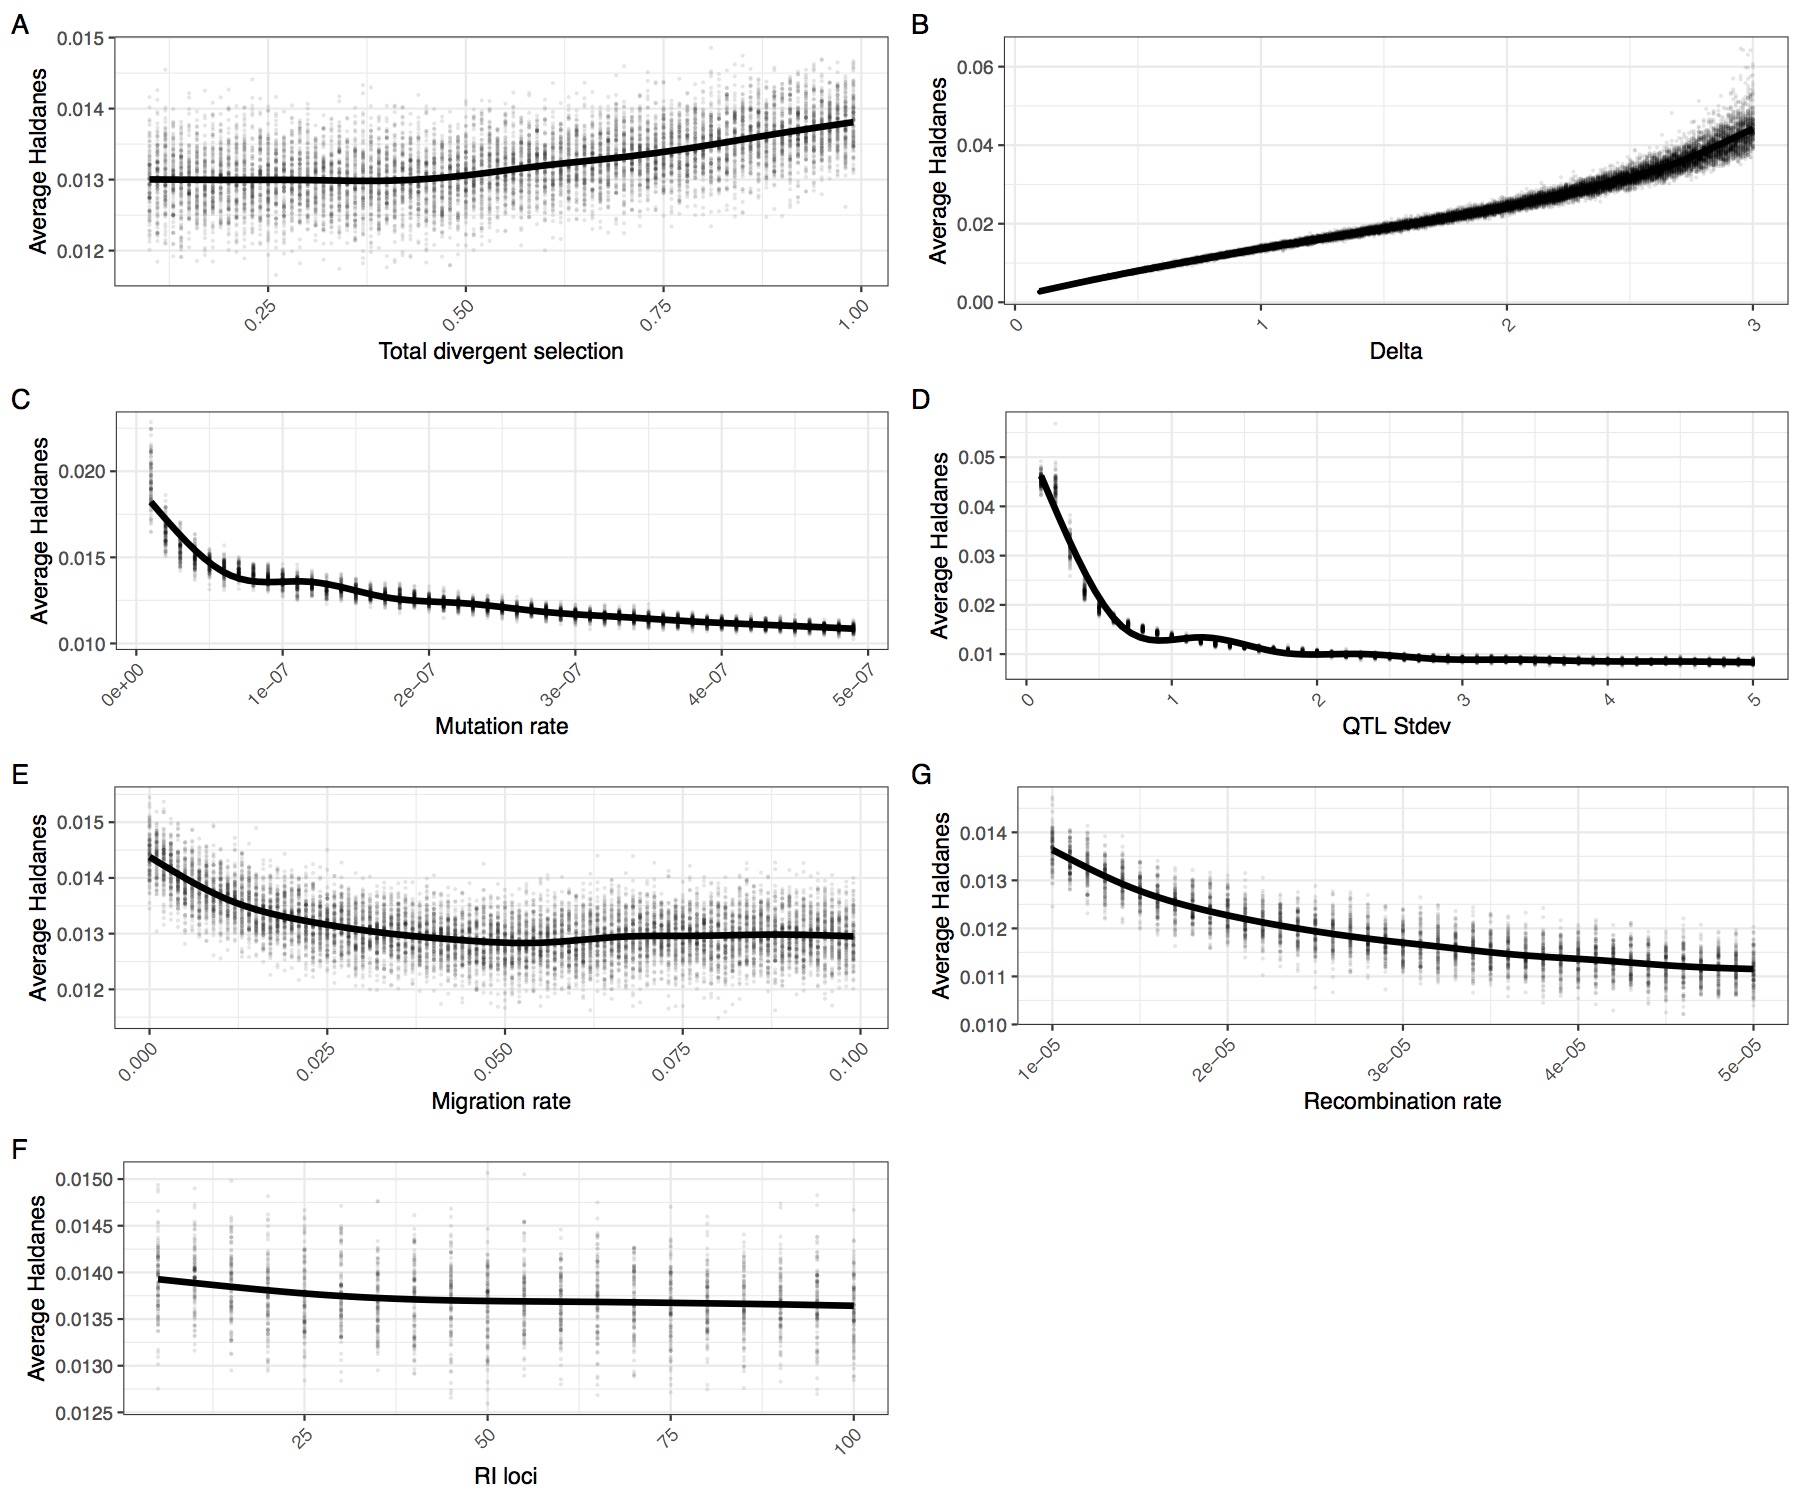 A
Average Haldanes
0.015
0.014
0.013
0.012
0.25
0.50
0.75
1.00
Total divergent selection
B
Average Haldanes
0.06
0.04
0.02
0.00
0
1
2
3
Delta
C
Average Haldanes
0.020
0.015
0.010
0e+00
1e−07
2e−07
3e−07
4e−07
5e−07
Mutation rate
D
Average Haldanes
0.05
0.04
0.03
0.02
0.01
0
1
2
3
4
5
QTL Stdev
E
Average Haldanes
0.015
0.014
0.013
0.012
0.000
0.025
0.050
0.075
0.100
Migration rate
G
Average Haldanes
0.014
0.013
0.012
0.011
0.010
1e−05
2e−05
3e−05
4e−05
5e−05
Recombination rate
F
Average Haldanes
0.0150
0.0145
0.0140
0.0135
0.0130
0.0125
25
50
75
100
RI loci